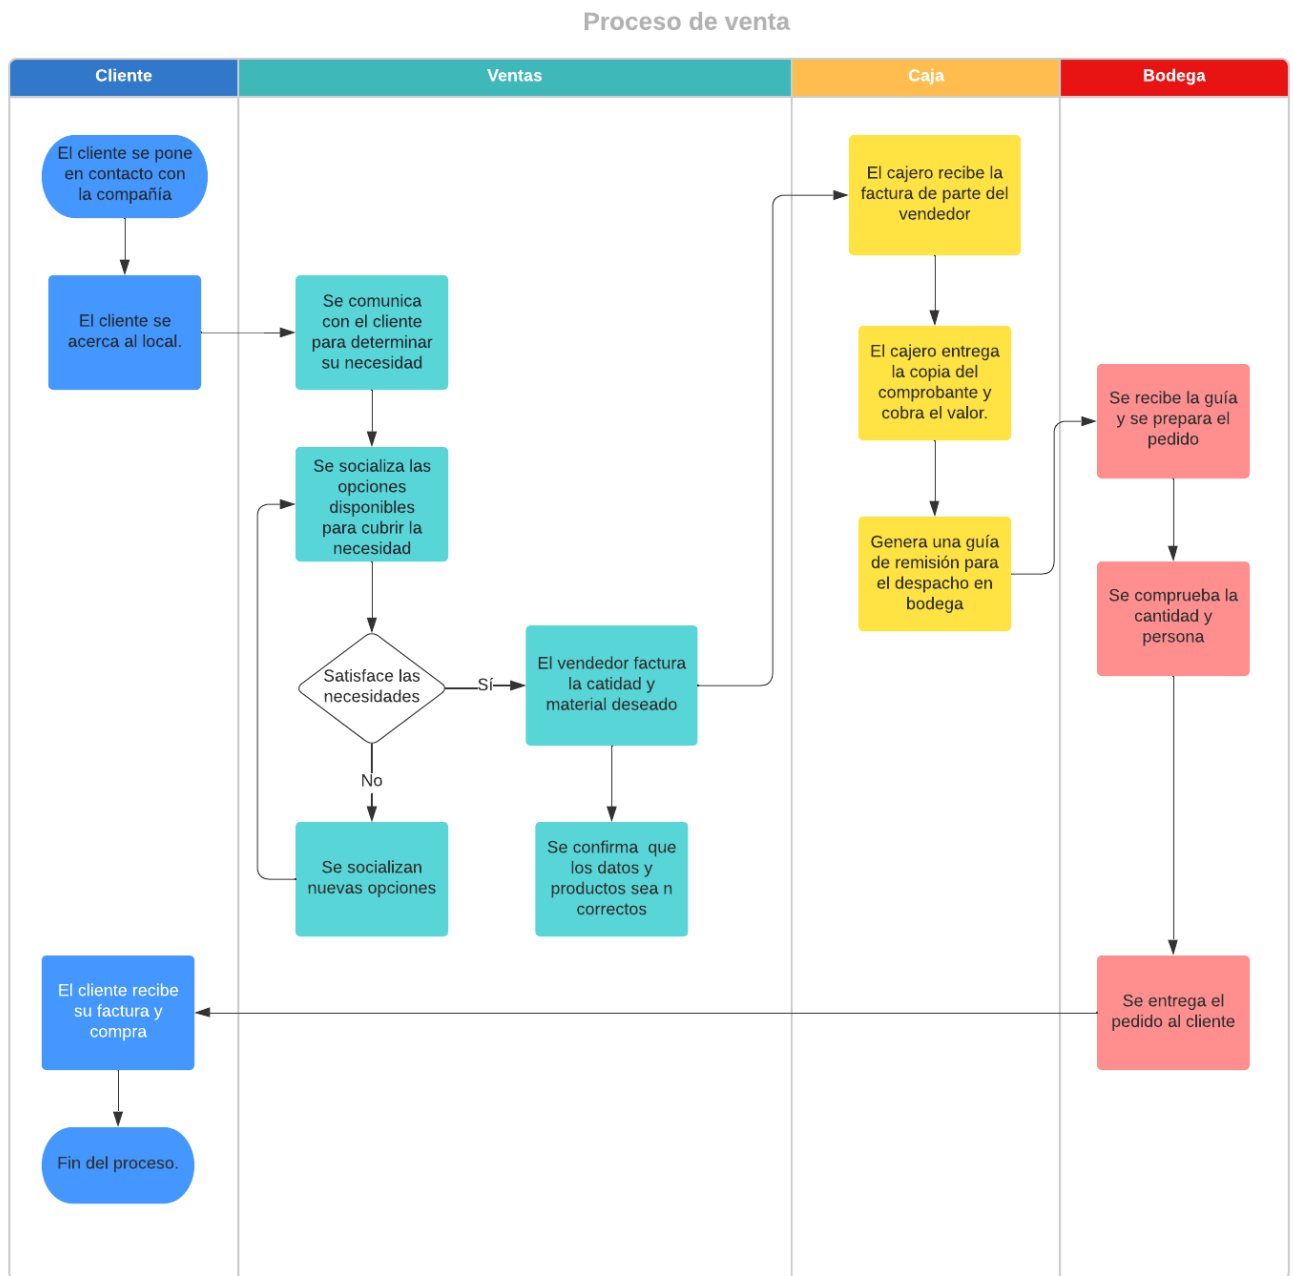 Proceso de venta
Cliente
Ventas
Caja
Bodega
El cliente se pone
en contacto con
la compañía
El cliente se
acerca al local.
Se comunica
con el cliente
para determinar
su necesidad
Se socializa las
opciones
disponibles
para cubrir la
necesidad
Satisface las
necesidades
Sí
No
Se socializan
nuevas opciones
El vendedor factura
la catidad y
material deseado
Se confirma  que
los datos y
productos sea n
correctos
El cajero recibe la
factura de parte del
vendedor
El cajero entrega
la copia del
comprobante y
cobra el valor.
Genera una guía
de remisión para
el despacho en
bodega
Se recibe la guía
y se prepara el
pedido
Se comprueba la
cantidad y
persona
Se entrega el
pedido al cliente
El cliente recibe
su factura y
compra
Fin del proceso.